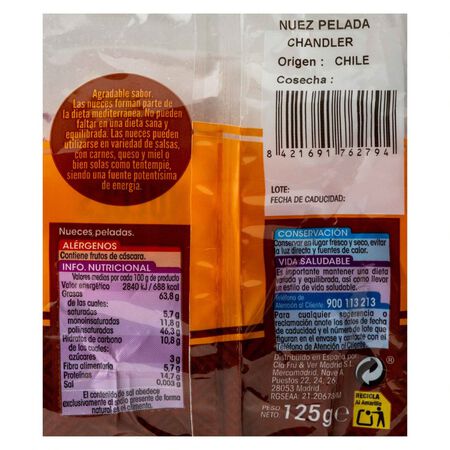 NUEZ PELADA
CHANDLER
Origen : CHILE
Cosecha :
8 421691 762794
LOTE:
FECHA DE CADUCIDAD:
Agradable sabor.
Las nueces forman parte de
la dieta mediterranea. No pueden
faltar en una dieta sana y
equilibrada. Las nueces pueden
utilizarse en variedad de salsas,
con carnes, queso y miel o
bien solas como tentempie,
siendo una fuente potentísima
de energía.
Nueces peladas.
ALÉRGENOS
Contiene frutos de cáscara.
INFO. NUTRICIONAL
Valores medios por cada 100 g de producto
Valor energético 2840 kJ / 688 kcal
Grasas 63,8 g
de las cuales:
saturadas 5,7 g
monoinsaturadas 11,8 g
poliinsaturadas 46,3 g
Hidratos de carbono 10,8 g
de los cuales:
azúcares 3 g
Fibra alimentaria 5,7 g
Proteínas 14,7 g
Sal 0,003 g
El contenido de sal obedece
exclusivamente al sodio presente de forma
natural en el alimento.
CONSERVACIÓN
Conservar en lugar fresco y seco, evitar
la luz directa y fuentes de calor.
VIDA SALUDABLE
Es importante mantener una dieta
variada y equilibrada, así como un
estilo de vida saludable.
Teléfono de
Atención al Cliente 900 113 213
Para cualquier sugerencia o
reclamación anote los datos de fecha
de caducidad y el número de lote que
figuran en el envase y contacte con el
Teléfono de Atención al Cliente.
Distribuido en España por:
Cia Frú & Ver Madrid S.L.
Mercomadrid, Nave A
Puestos 22, 24, 26
28053 Madrid.
RGSEAA: 21.20678/M
PESO
NETO 125g e
RECICLA
Al Amarillo